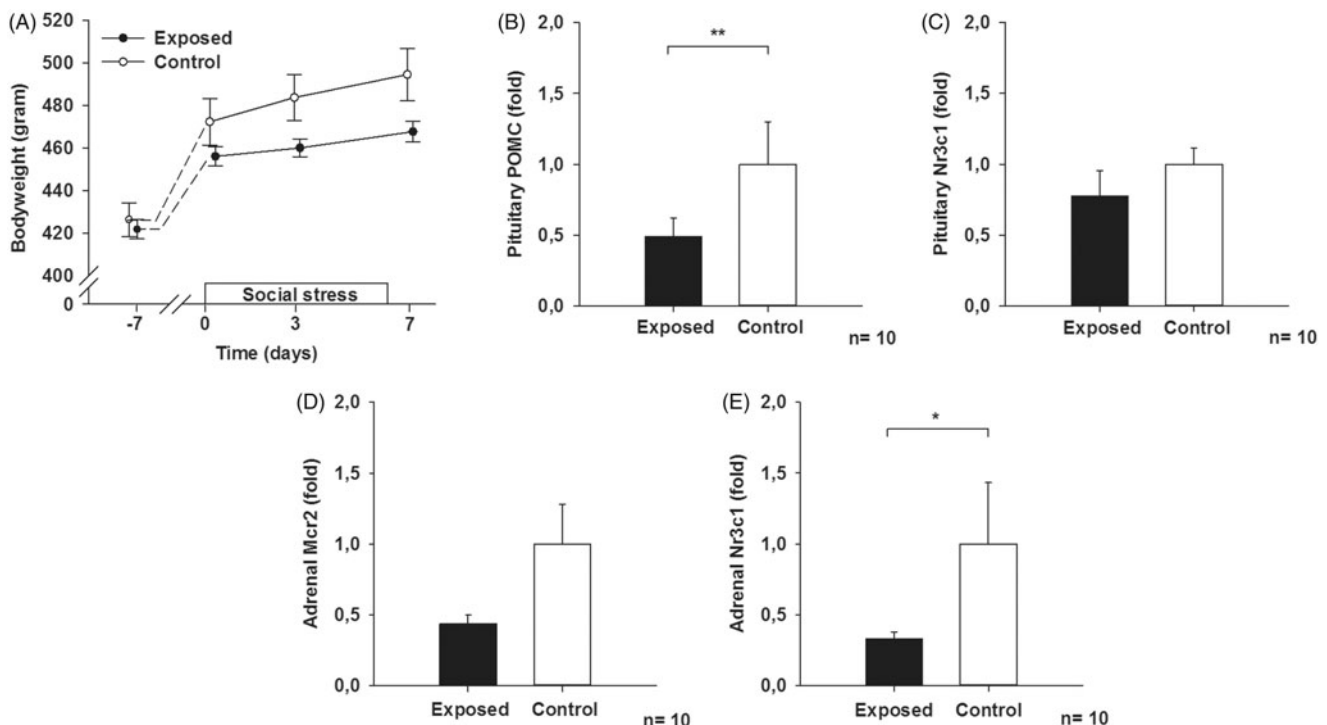 (A)
520
500
480
460
440
420
400
0
Bodyweight (gram)
Exposed
Control
Social stress
-7 0 3 7
Time (days)
(B)
2,0
1,5
1,0
0,5
0,0
Pituitary POMC (fold)
**
Exposed Control
n= 10
(C)
2,0
1,5
1,0
0,5
0,0
Pituitary Nr3c1 (fold)
Exposed Control
n= 10
(D)
2,0
1,5
1,0
0,5
0,0
Adrenal Mcr2 (fold)
Exposed Control
n= 10
(E)
2,0
1,5
1,0
0,5
0,0
Adrenal Nr3c1 (fold)
*
Exposed Control
n= 10